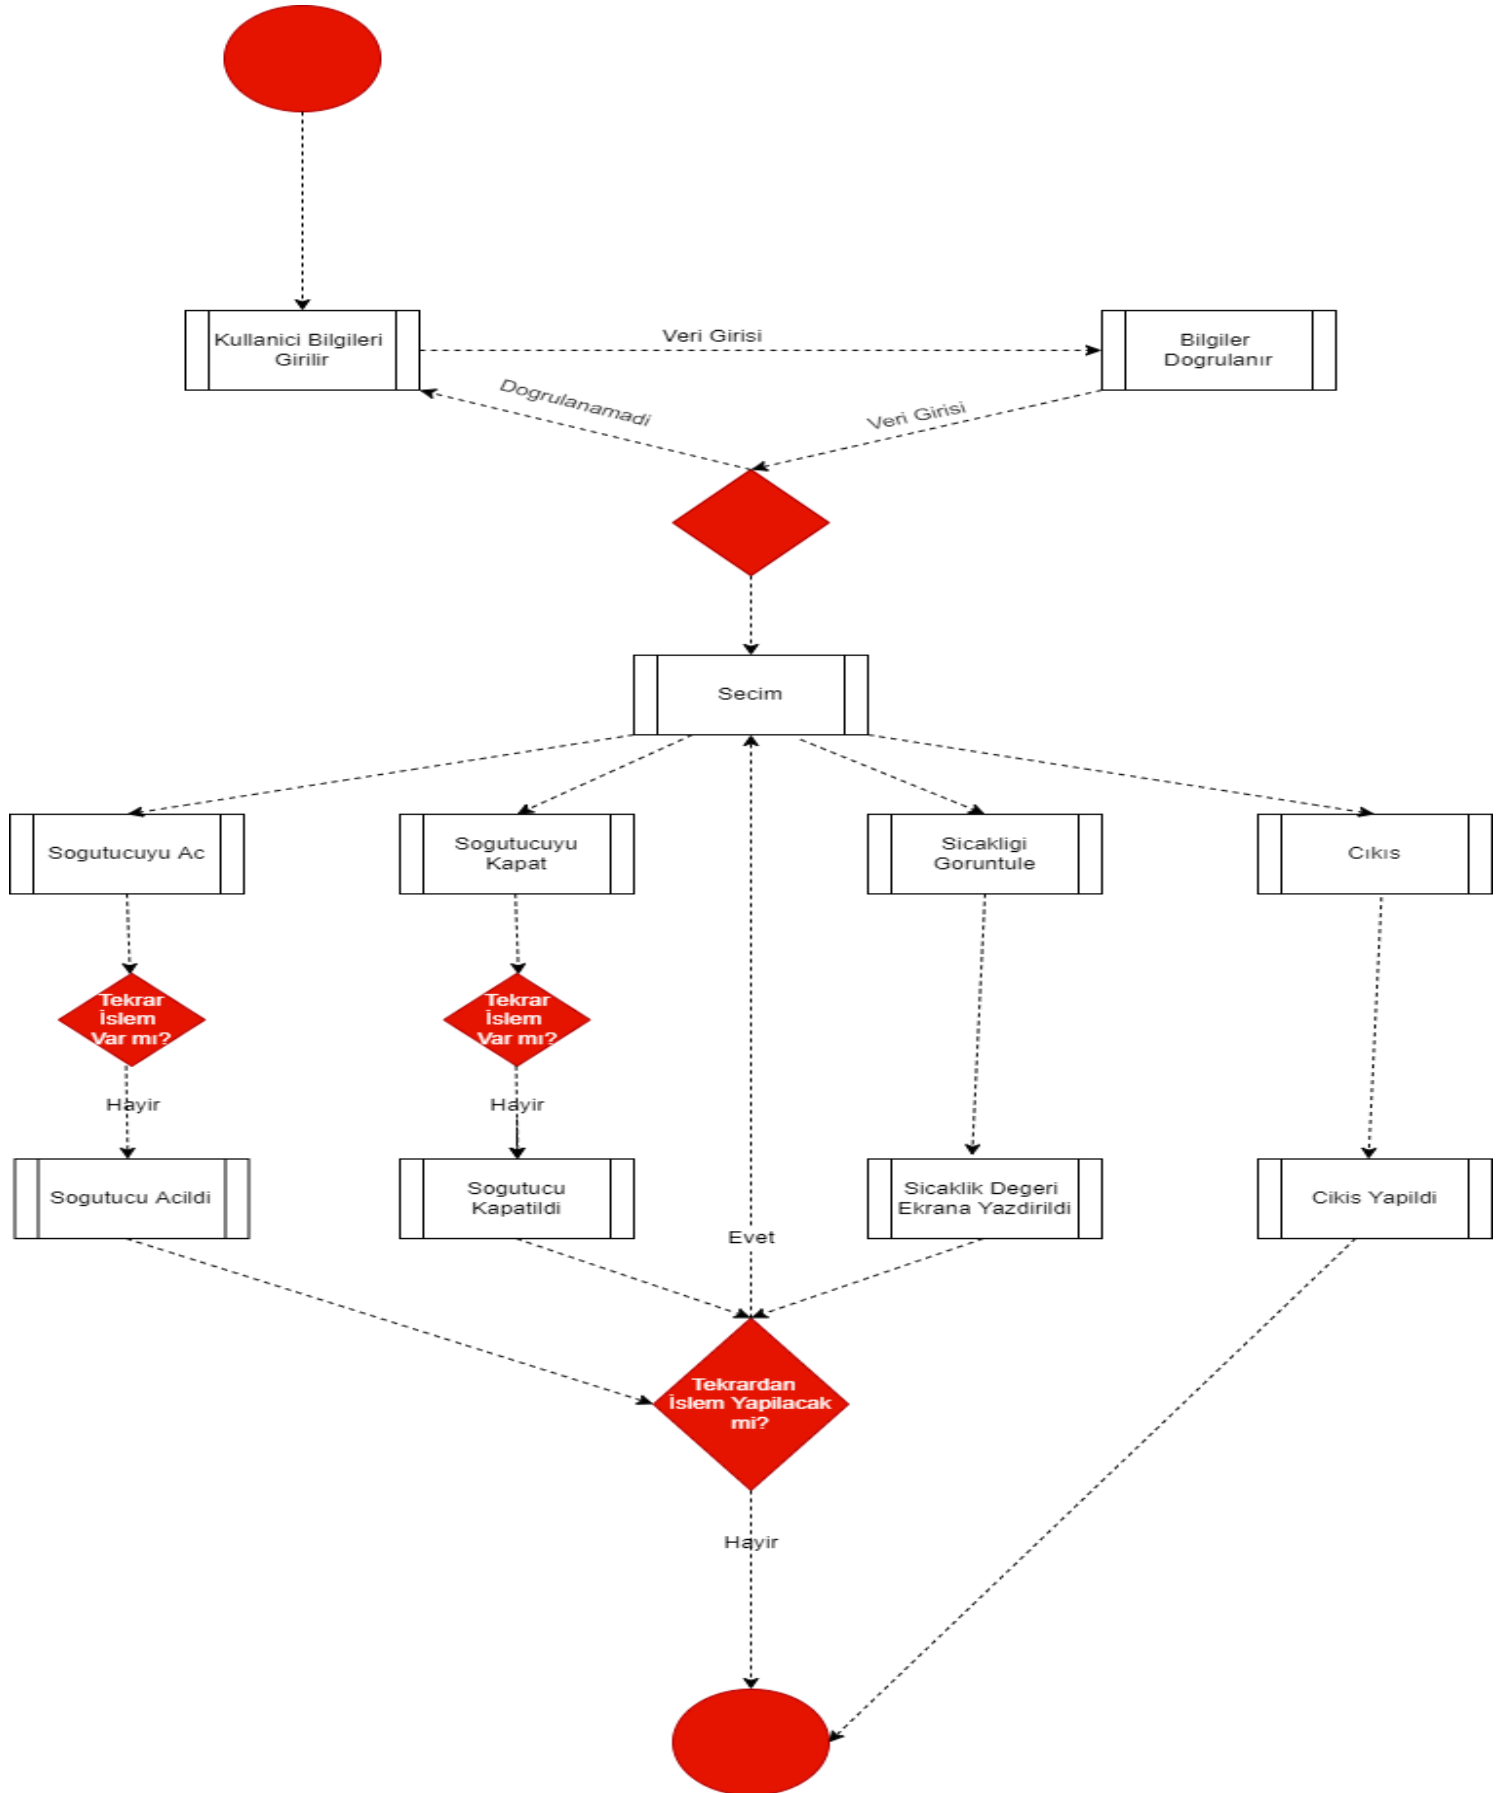 Kullanici Bilgileri
Girilir
Veri Girisi
Bilgiler
Dogrulanır
Dogrulanamadi
Veri Girisi
Secim
Sogutucuyu Ac
Sogutucuyu
Kapat
Sicakligi
Goruntule
Cıkıs
Tekrar
İslem
Var mı?
Tekrar
İslem
Var mı?
Hayir
Hayir
Sogutucu Acildi
Sogutucu
Kapatildi
Sicaklik Degeri
Ekrana Yazdirildi
Cikis Yapildi
Evet
Tekrardan
İslem Yapilacak
mi?
Hayir